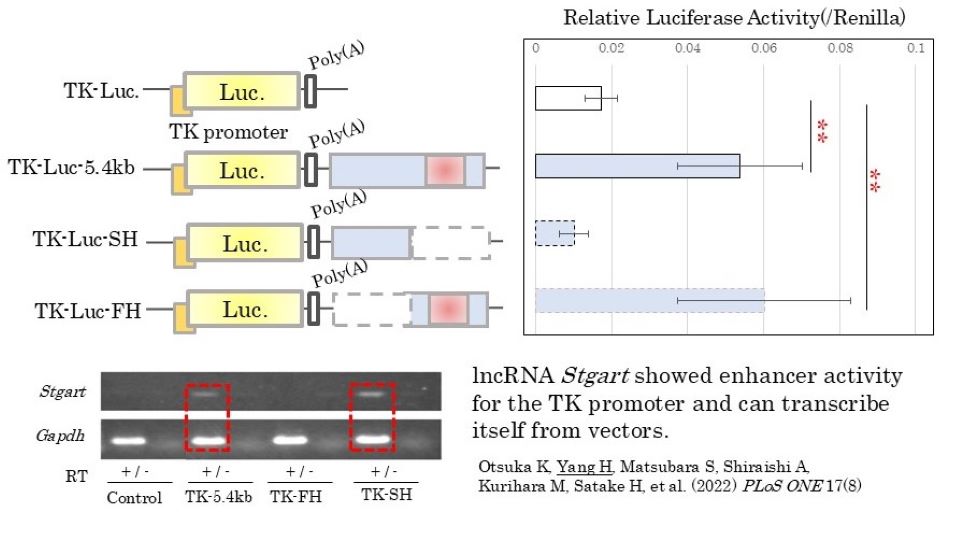 Relative Luciferase Activity(/Renilla)
0 0.02 0.04 0.06 0.08 0.1
Poly(A)
TK-Luc. Luc.
TK promoter
Poly(A)
TK-Luc-5.4kb Luc.
Poly(A)
TK-Luc-SH Luc.
Poly(A)
TK-Luc-FH Luc.
**
**
Stgart
Gapdh
RT +/- +/- +/- +/-
Control TK-5.4kb TK-FH TK-SH
lncRNA Stgart showed enhancer activity
for the TK promoter and can transcribe
itself from vectors.
Otsuka K, Yang H, Matsubara S, Shiraishi A,
Kurihara M, Satake H, et al. (2022) PLoS ONE 17(8)